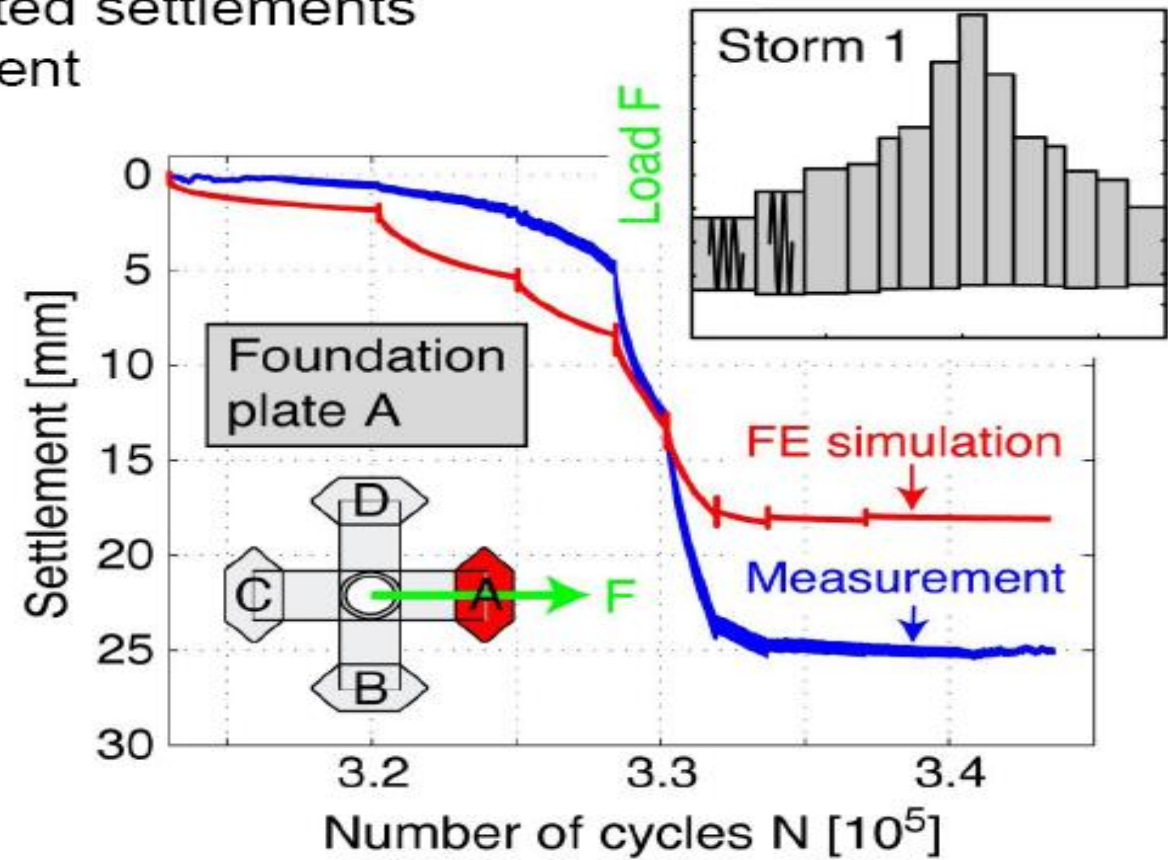 ted settlements
ent
Storm 1
Load F
0
5
10
15
20
25
30
Settlement [mm]
Foundation
plate A
FE simulation
Measurement
D
C
A
F
B
3.2
3.3
3.4
Number of cycles N [10⁵]